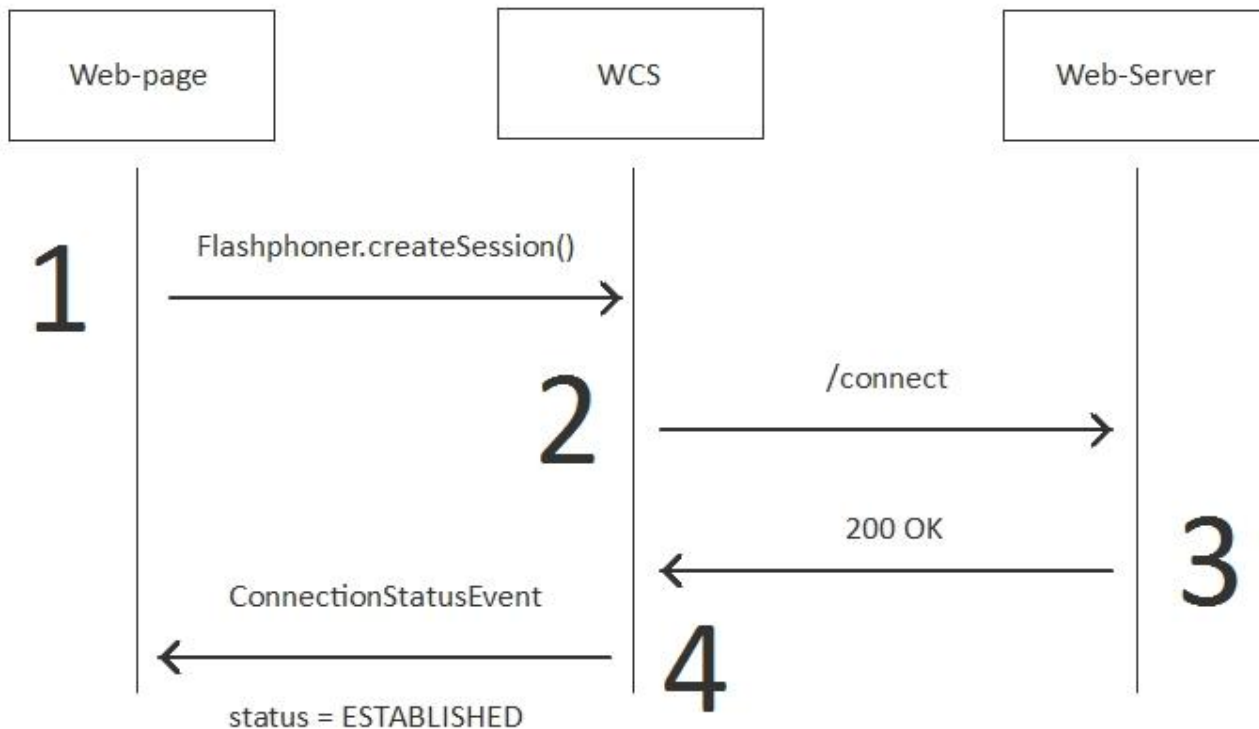 Web-page
WCS
Web-Server
1
Flashphoner.createSession()
2
/connect
200 OK
3
ConnectionStatusEvent
4
status = ESTABLISHED